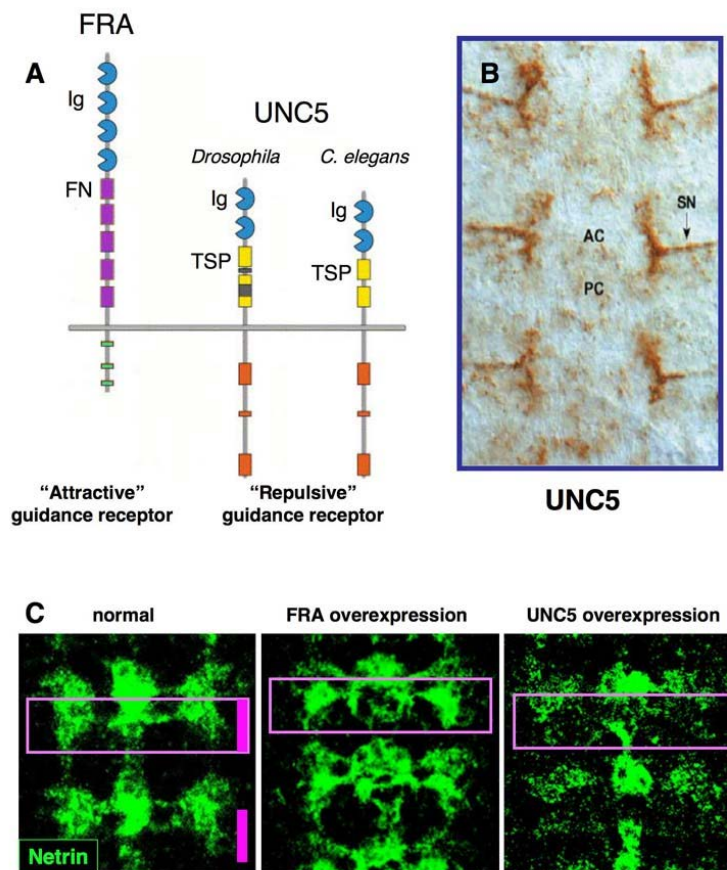 FRA
A
Ig
FN
UNC5
Drosophila
C. elegans
Ig
TSP
Ig
TSP
“Attractive”
guidance receptor
“Repulsive”
guidance receptor
B
SN
AC
PC
UNC5
C
normal
FRA overexpression
UNC5 overexpression
Netrin